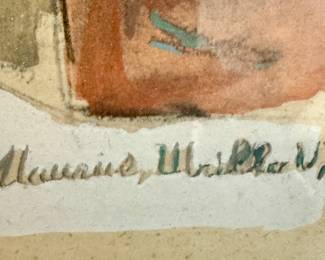 Maurice, Utrillo, V,